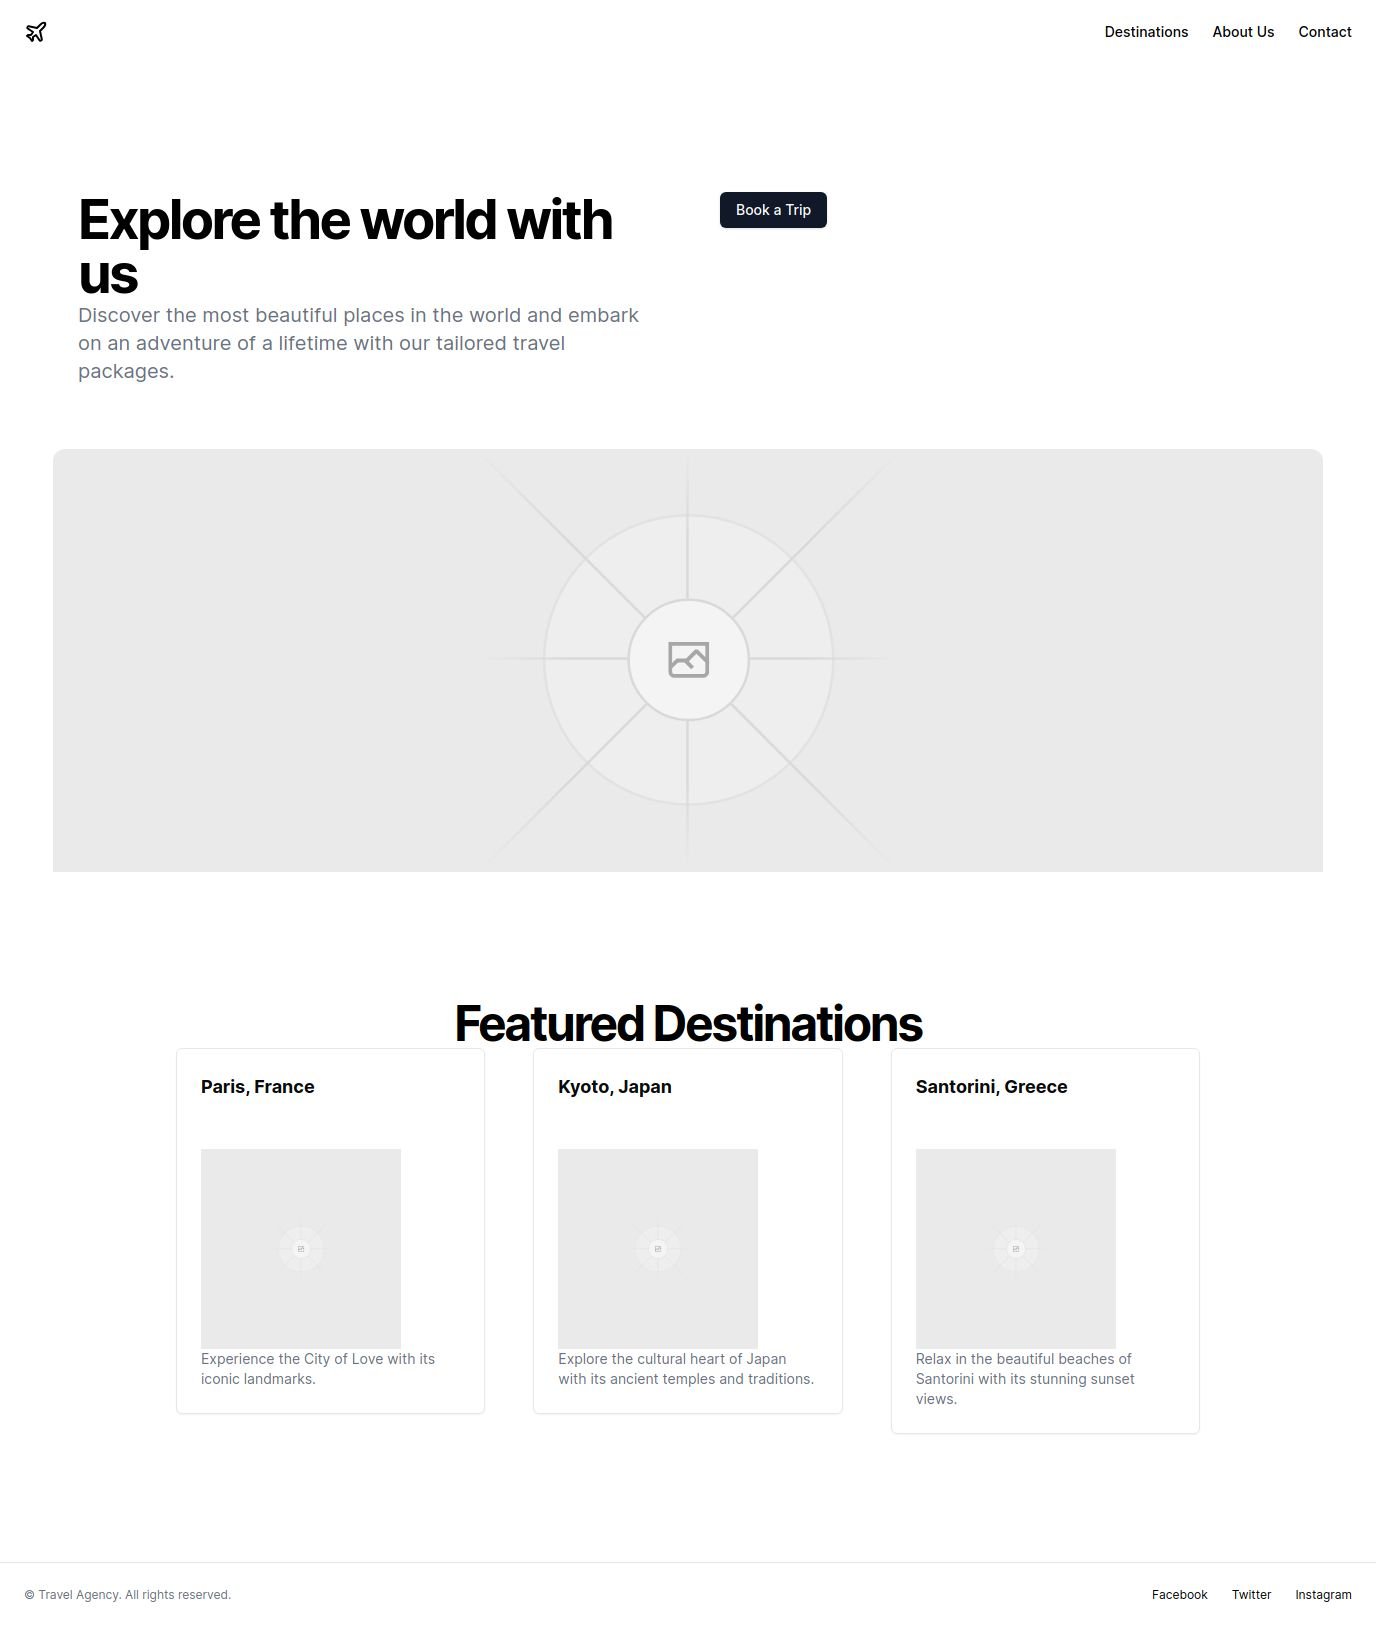 Destinations About Us Contact
Explore the world with
us
Discover the most beautiful places in the world and embark
on an adventure of a lifetime with our tailored travel
packages.
Book a Trip
Featured Destinations
Paris, France
Experience the City of Love with its
iconic landmarks.
Kyoto, Japan
Explore the cultural heart of Japan
with its ancient temples and traditions.
Santorini, Greece
Relax in the beautiful beaches of
Santorini with its stunning sunset
views.
© Travel Agency. All rights reserved.
Facebook Twitter Instagram